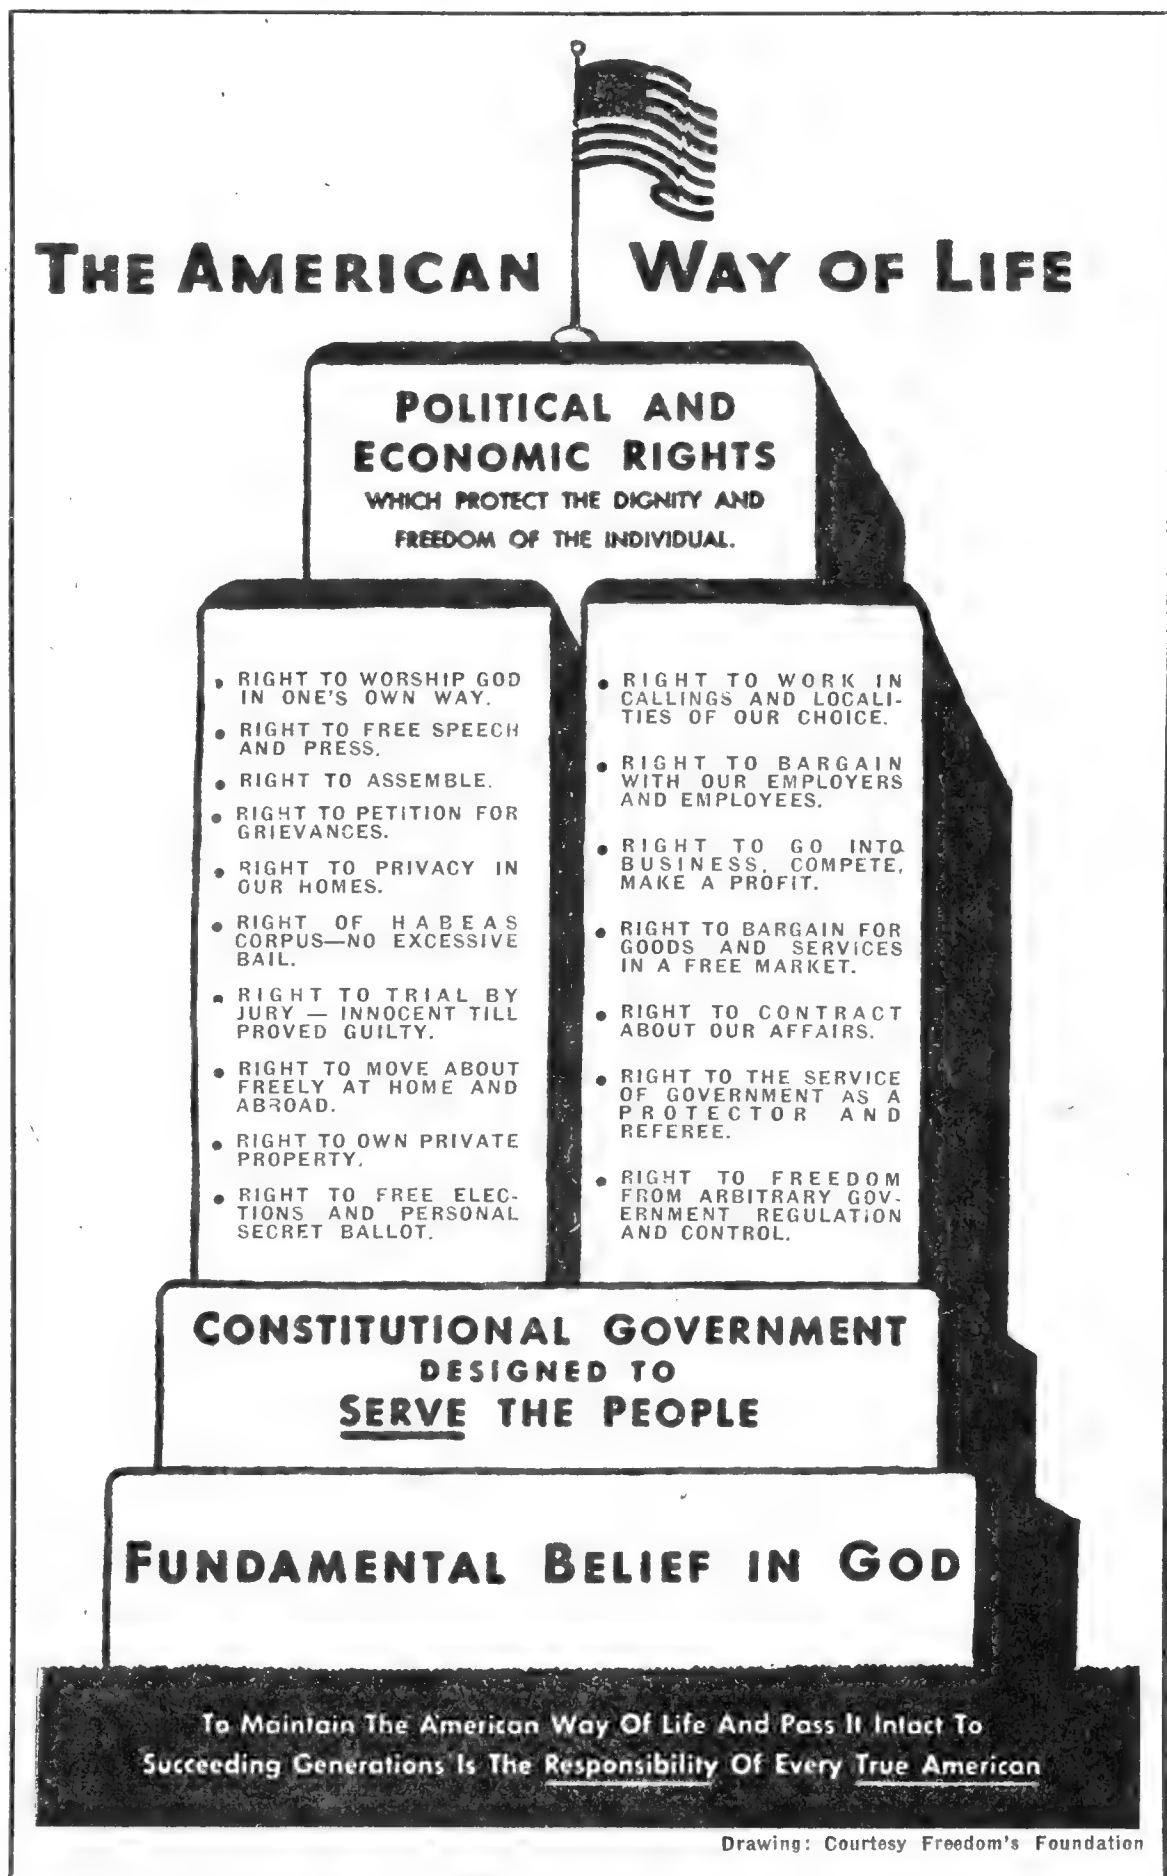 THE AMERICAN WAY OF LIFE
POLITICAL AND
ECONOMIC RIGHTS
WHICH PROTECT THE DIGNITY AND
FREEDOM OF THE INDIVIDUAL.
• RIGHT TO WORSHIP GOD
IN ONE'S OWN WAY.
• RIGHT TO FREE SPEECH
AND PRESS.
• RIGHT TO ASSEMBLE.
• RIGHT TO PETITION FOR
GRIEVANCES.
• RIGHT TO PRIVACY IN
OUR HOMES.
• RIGHT OF HABEAS
CORPUS—NO EXCESSIVE
BAIL.
• RIGHT TO TRIAL BY
JURY — INNOCENT TILL
PROVED GUILTY.
• RIGHT TO MOVE ABOUT
FREELY AT HOME AND
ABROAD.
• RIGHT TO OWN PRIVATE
PROPERTY.
• RIGHT TO FREE ELEC-
TIONS AND PERSONAL
SECRET BALLOT.
• RIGHT TO WORK IN
CALLINGS AND LOCALI-
TIES OF OUR CHOICE.
• RIGHT TO BARGAIN
WITH OUR EMPLOYERS
AND EMPLOYEES.
• RIGHT TO GO INTO
BUSINESS, COMPETE,
MAKE A PROFIT.
• RIGHT TO BARGAIN FOR
GOODS AND SERVICES
IN A FREE MARKET.
• RIGHT TO CONTRACT
ABOUT OUR AFFAIRS.
• RIGHT TO THE SERVICE
OF GOVERNMENT AS A
PROTECTOR AND
REFEREE.
• RIGHT TO FREEDOM
FROM ARBITRARY GOV-
ERNMENT REGULATION
AND CONTROL.
CONSTITUTIONAL GOVERNMENT
DESIGNED TO
SERVE THE PEOPLE
FUNDAMENTAL BELIEF IN GOD
To Maintain The American Way Of Life And Pass It Intact To
Succeeding Generations Is The Responsibility Of Every True American
Drawing: Courtesy Freedom's Foundation